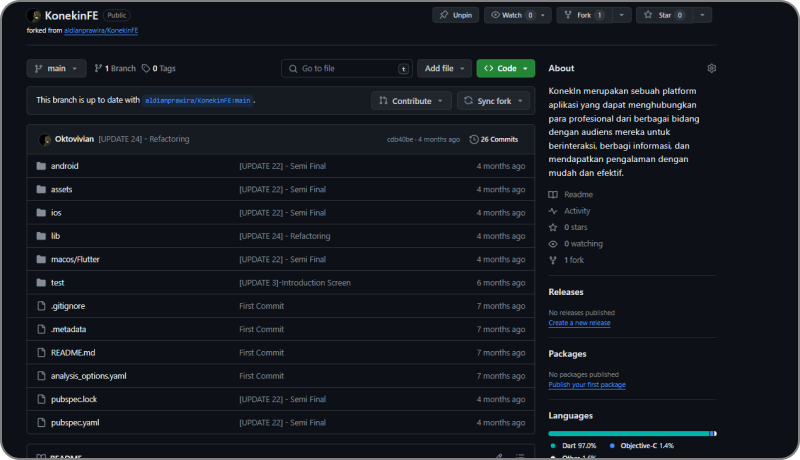 KonekinFE Public
Unpin Watch 0 Fork 1 Star 0
forked from aldianprawira/KonekinFE
main 1 Branch 0 Tags Go to file t Add file Code
This branch is up to date with aldianprawira/KonekinFE:main .
Contribute Sync fork
Oktovivian [UPDATE 24] - Refactoring cdb40be · 4 months ago 26 Commits
android [UPDATE 22] - Semi Final 4 months ago
assets [UPDATE 22] - Semi Final 4 months ago
ios [UPDATE 22] - Semi Final 4 months ago
lib [UPDATE 24] - Refactoring 4 months ago
macos/Flutter [UPDATE 22] - Semi Final 4 months ago
test [UPDATE 3]-Introduction Screen 6 months ago
.gitignore First Commit 7 months ago
.metadata First Commit 7 months ago
README.md First Commit 7 months ago
analysis_options.yaml First Commit 7 months ago
pubspec.lock [UPDATE 22] - Semi Final 4 months ago
pubspec.yaml [UPDATE 22] - Semi Final 4 months ago
README
About
KonekIn merupakan sebuah platform
aplikasi yang dapat menghubungkan
para profesional dari berbagai bidang
dengan audiens mereka untuk
berinteraksi, berbagi informasi, dan
mendapatkan pengalaman dengan
mudah dan efektif.
Readme
Activity
0 stars
0 watching
1 fork
Releases
No releases published
Create a new release
Packages
No packages published
Publish your first package
Languages
Dart 97.0% Objective-C 1.4%
Other 1.6%